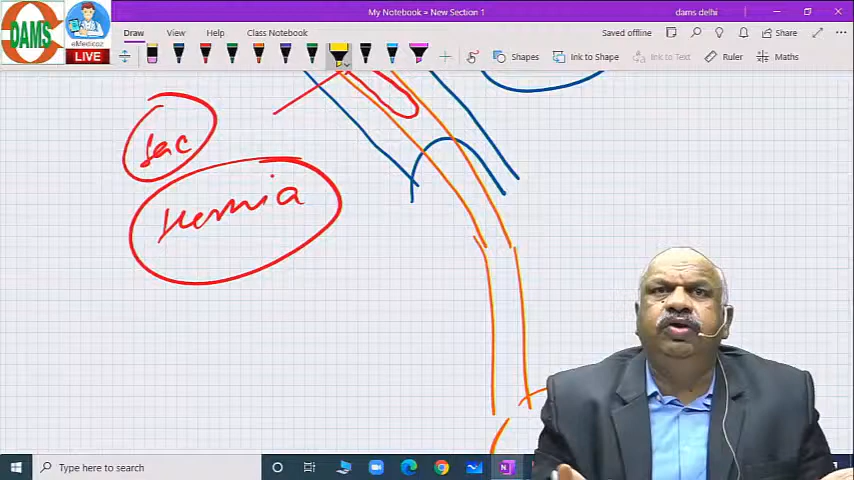 My Notebook » New Section 1
dams delhi
DAMS
eMedicoz
LIVE
Draw
View
Help
Class Notebook
Saved offline
Share
Shapes
Ink to Shape
Ink to Text
Ruler
Maths
Sac
Hernia
Type here to search